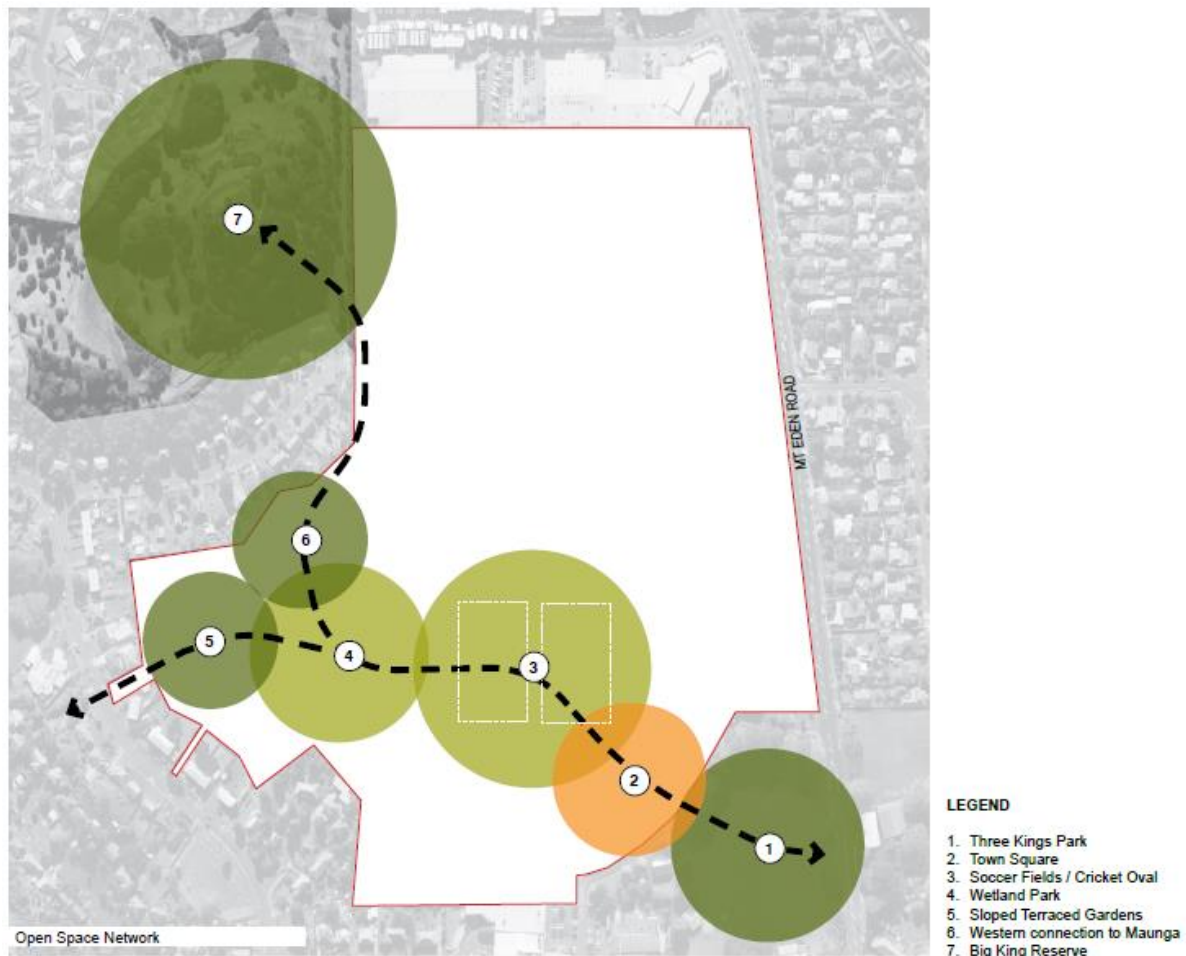 7
MT EDEN ROAD
6
5
4
3
2
1
Open Space Network
LEGEND
1. Three Kings Park
2. Town Square
3. Soccer Fields / Cricket Oval
4. Wetland Park
5. Sloped Terraced Gardens
6. Western connection to Maunga
7. Big King Reserve